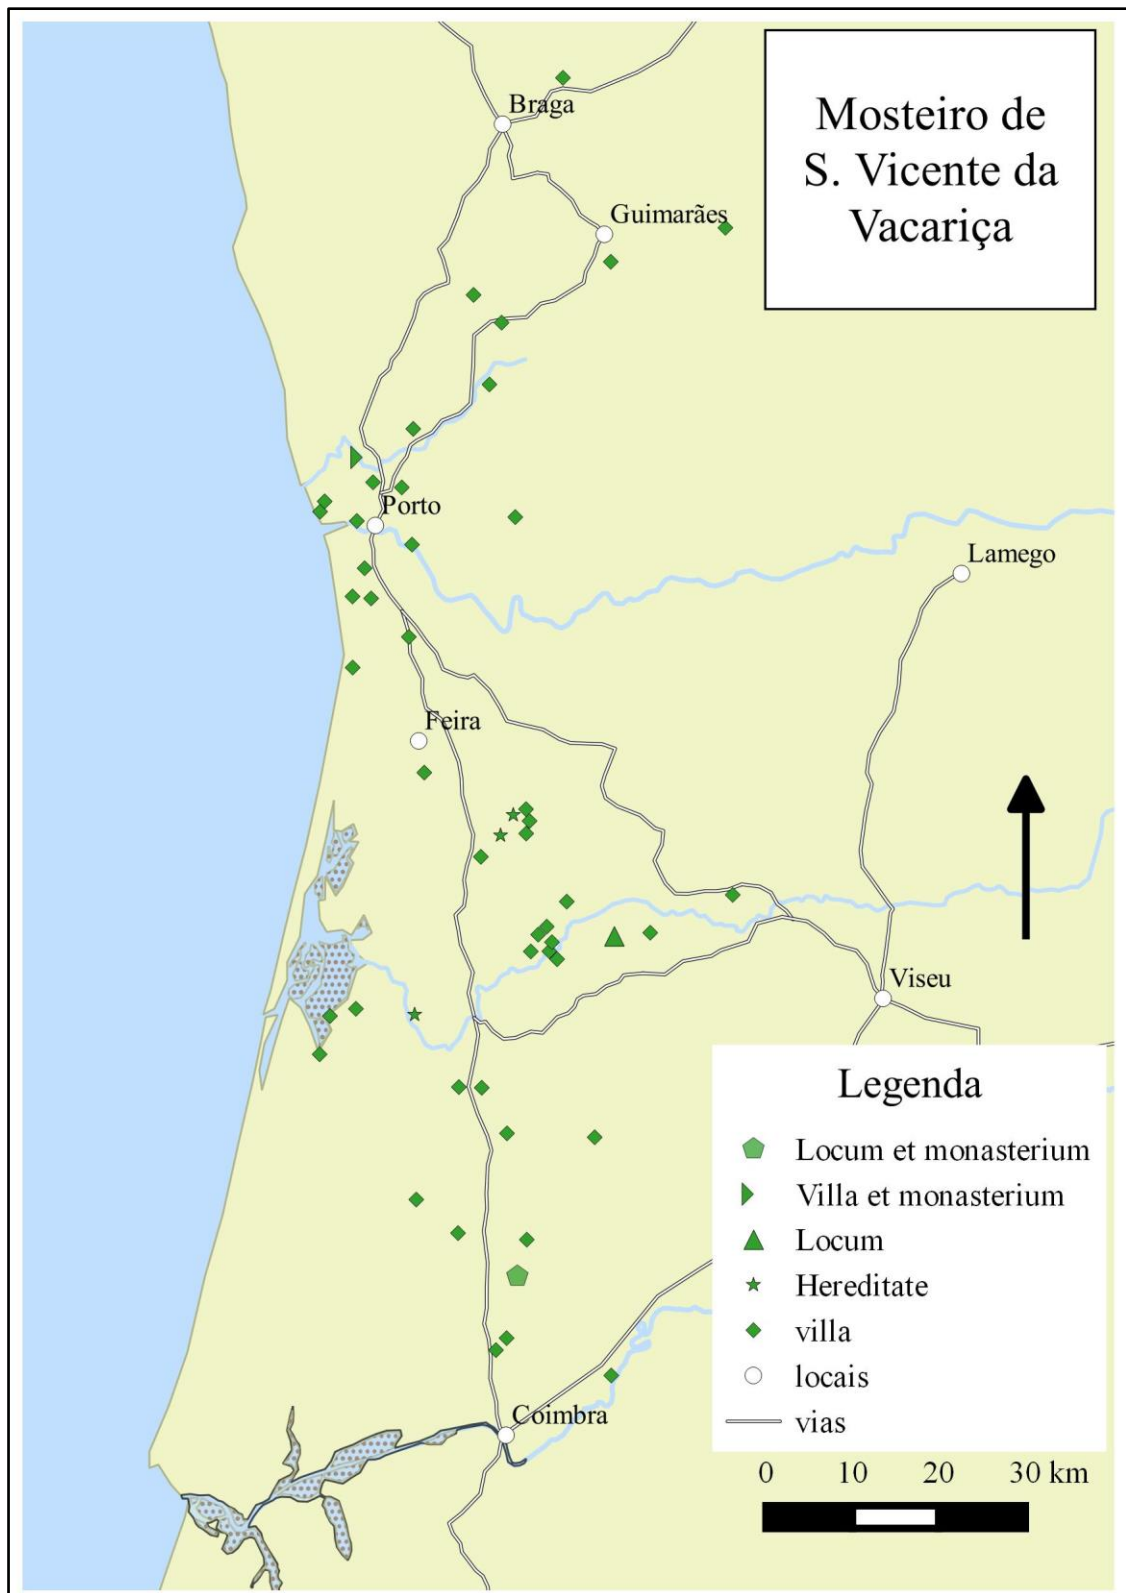 Mosteiro de
S. Vicente da
Vacariça
Braga
Guimarães
Porto
Lamego
Feira
Viseu
Coimbra
Legenda
Locum et monasterium
Villa et monasterium
Locum
Hereditate
villa
locais
vias
0 10 20 30 km